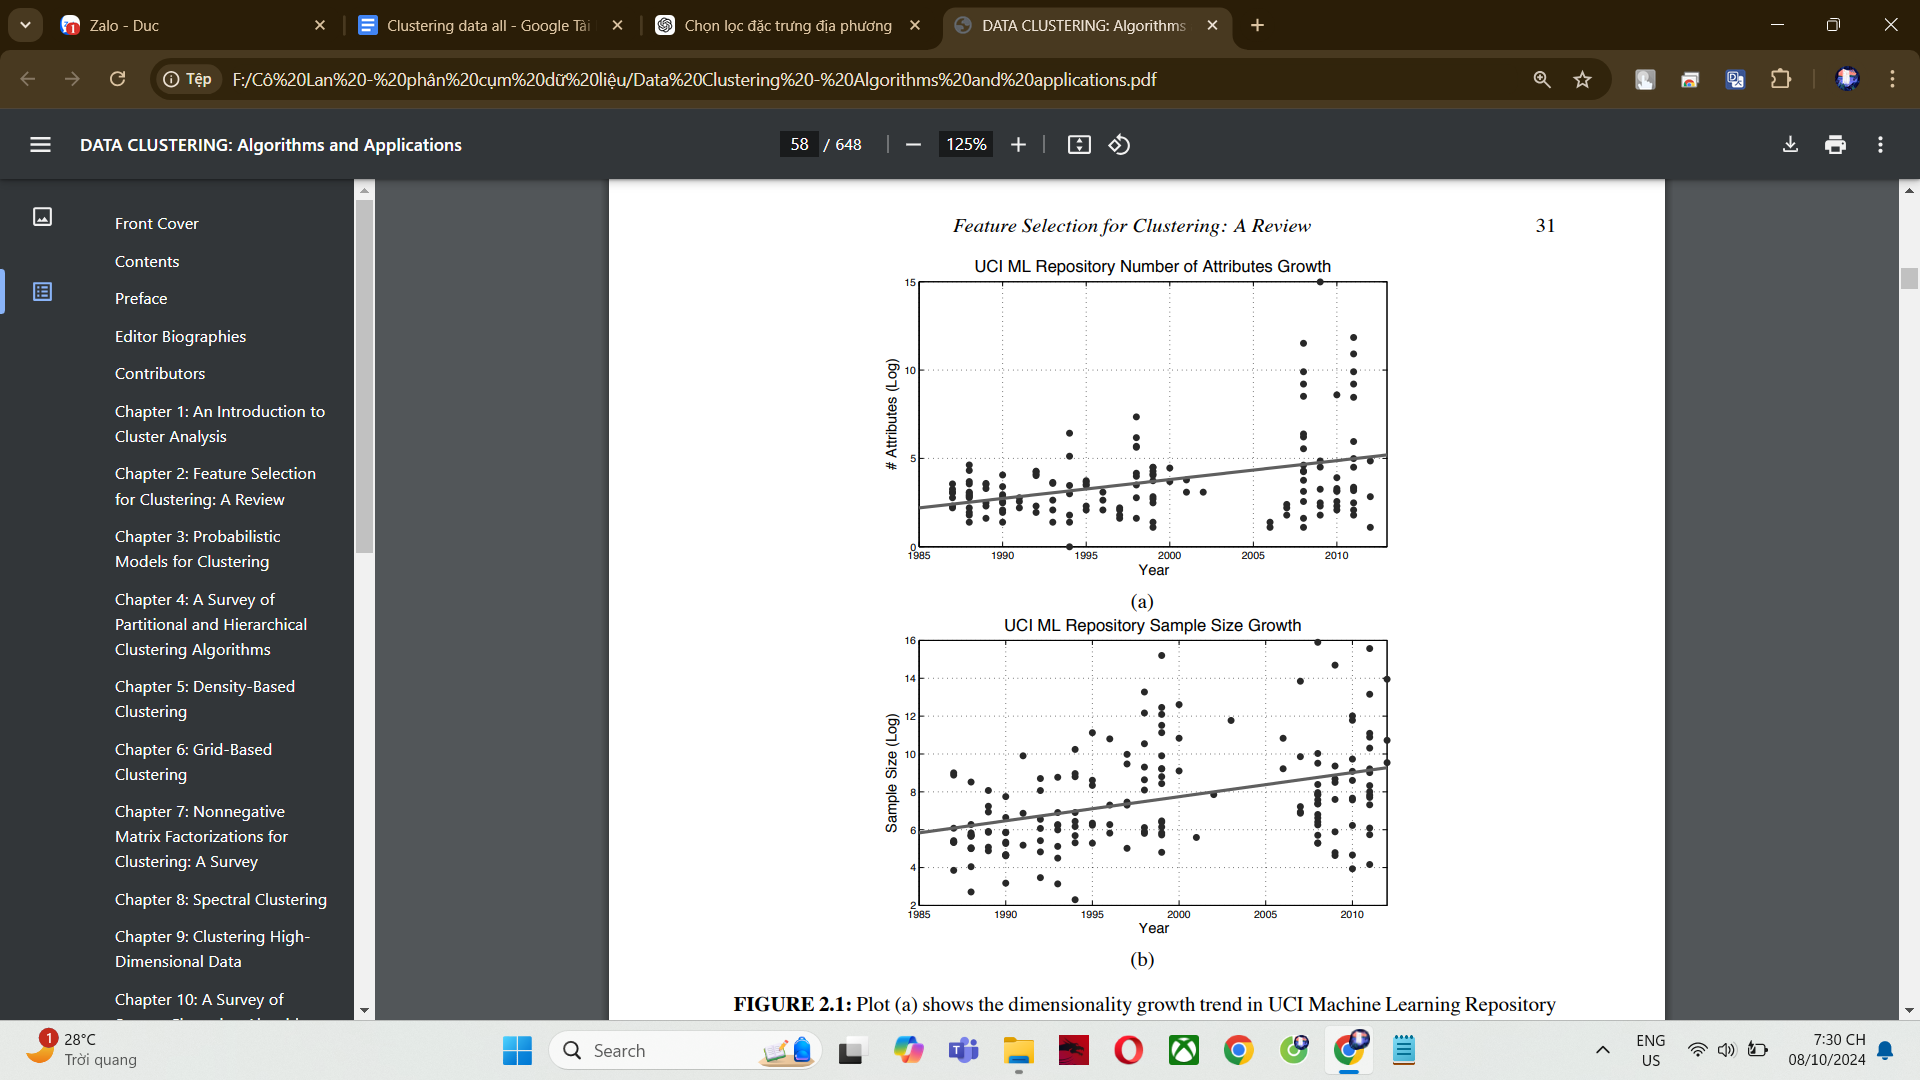 Zalo - Duc
Clustering data all - Google Tài
Chọn lọc đặc trưng địa phương
DATA CLUSTERING: Algorithms
Tệp
F:/Cô%20Lan%20-%20phân%20cụm%20dữ%20liệu/Data%20Clustering%20-%20Algorithms%20and%20applications.pdf
DATA CLUSTERING: Algorithms and Applications
58 / 648
125%
Front Cover
Contents
Preface
Editor Biographies
Contributors
Chapter 1: An Introduction to
Cluster Analysis
Chapter 2: Feature Selection
for Clustering: A Review
Chapter 3: Probabilistic
Models for Clustering
Chapter 4: A Survey of
Partitional and Hierarchical
Clustering Algorithms
Chapter 5: Density-Based
Clustering
Chapter 6: Grid-Based
Clustering
Chapter 7: Nonnegative
Matrix Factorizations for
Clustering: A Survey
Chapter 8: Spectral Clustering
Chapter 9: Clustering High-
Dimensional Data
Chapter 10: A Survey of
Feature Selection for Clustering: A Review
31
UCI ML Repository Number of Attributes Growth
15
10
5
0
# Attributes (Log)
1985 1990 1995 2000 2005 2010
Year
(a)
UCI ML Repository Sample Size Growth
16
14
12
10
8
6
4
2
Sample Size (Log)
1985 1990 1995 2000 2005 2010
Year
(b)
FIGURE 2.1: Plot (a) shows the dimensionality growth trend in UCI Machine Learning Repository
1
28°C
Trời quang
Search
ENG
US
7:30 CH
08/10/2024